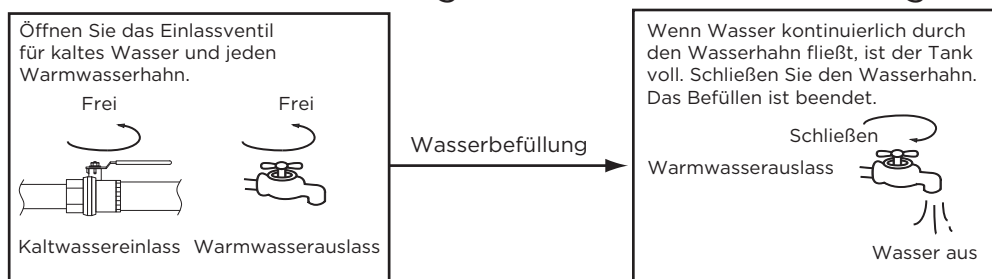 Öffnen Sie das Einlassventil
für kaltes Wasser und jeden
Warmwasserhahn.
Frei
Frei
Kaltwassereinlass
Warmwasserauslass
Wasserbefüllung
Wenn Wasser kontinuierlich durch
den Wasserhahn fließt, ist der Tank
voll. Schließen Sie den Wasserhahn.
Das Befüllen ist beendet.
Schließen
Warmwasserauslass
Wasser aus